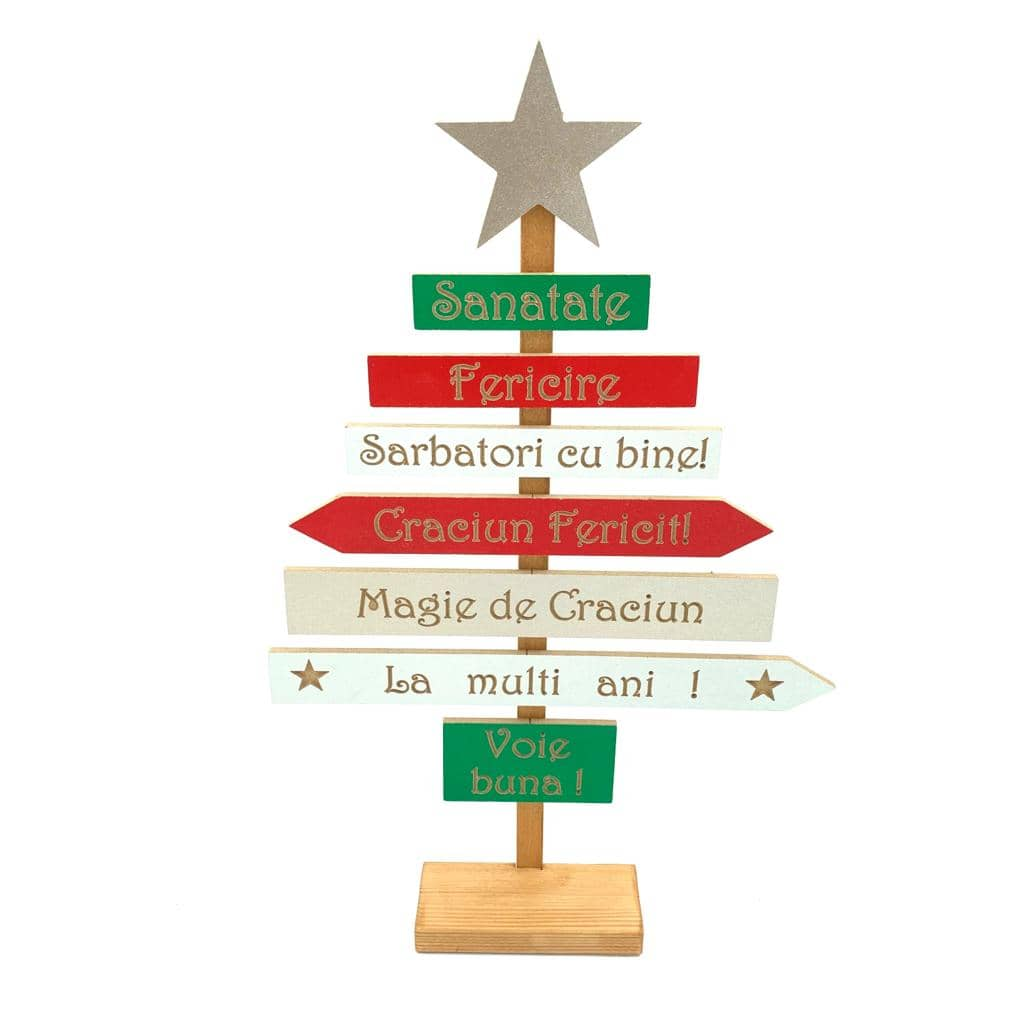 Sanatate
Fericire
Sarbatori cu bine!
Craciun Fericit!
Magie de Craciun
La multi ani !
Voie
buna !